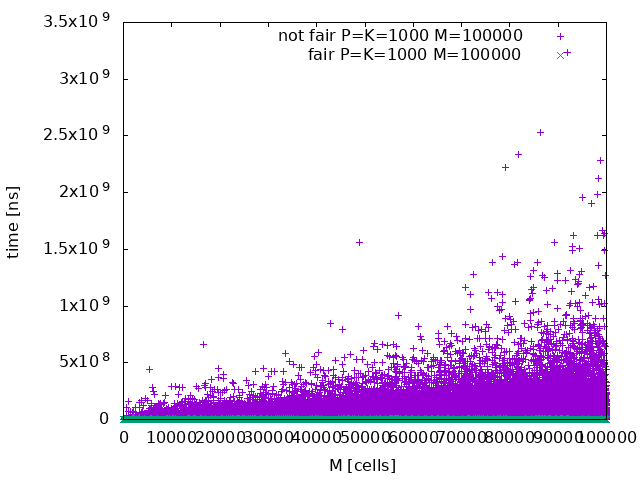 3.5x10^9
3x10^9
2.5x10^9
2x10^9
1.5x10^9
1x10^9
5x10^8
0
time [ns]
not fair P=K=1000 M=100000
fair P=K=1000 M=100000
0 10000 20000 30000 40000 50000 60000 70000 80000 90000 100000
M [cells]